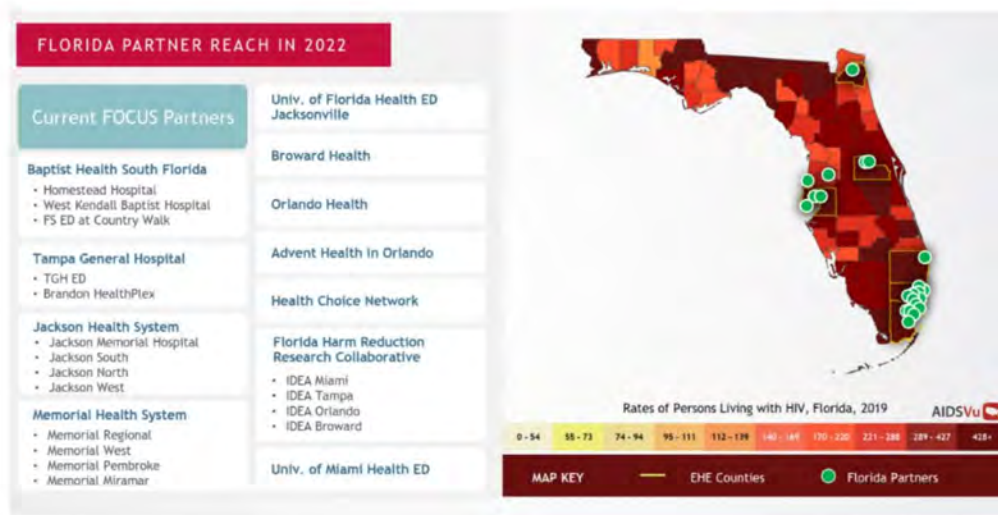 FLORIDA PARTNER REACH IN 2022
Current FOCUS Partners
Baptist Health South Florida
• Homestead Hospital
• West Kendall Baptist Hospital
• FS ED at Country Walk
Tampa General Hospital
• TGH ED
• Brandon HealthPlex
Jackson Health System
• Jackson Memorial Hospital
• Jackson South
• Jackson North
• Jackson West
Memorial Health System
• Memorial Regional
• Memorial West
• Memorial Pembroke
• Memorial Miramar
Univ. of Florida Health ED
Jacksonville
Broward Health
Orlando Health
Advent Health in Orlando
Health Choice Network
Florida Harm Reduction
Research Collaborative
• IDEA Miami
• IDEA Tampa
• IDEA Orlando
• IDEA Broward
Univ. of Miami Health ED
Rates of Persons Living with HIV, Florida, 2019
AIDSVu
0 - 54 55 - 73 74 - 94 95 - 111 112 - 139 140 - 169 170 - 220 221 - 288 289 - 427 428+
MAP KEY EHE Counties Florida Partners